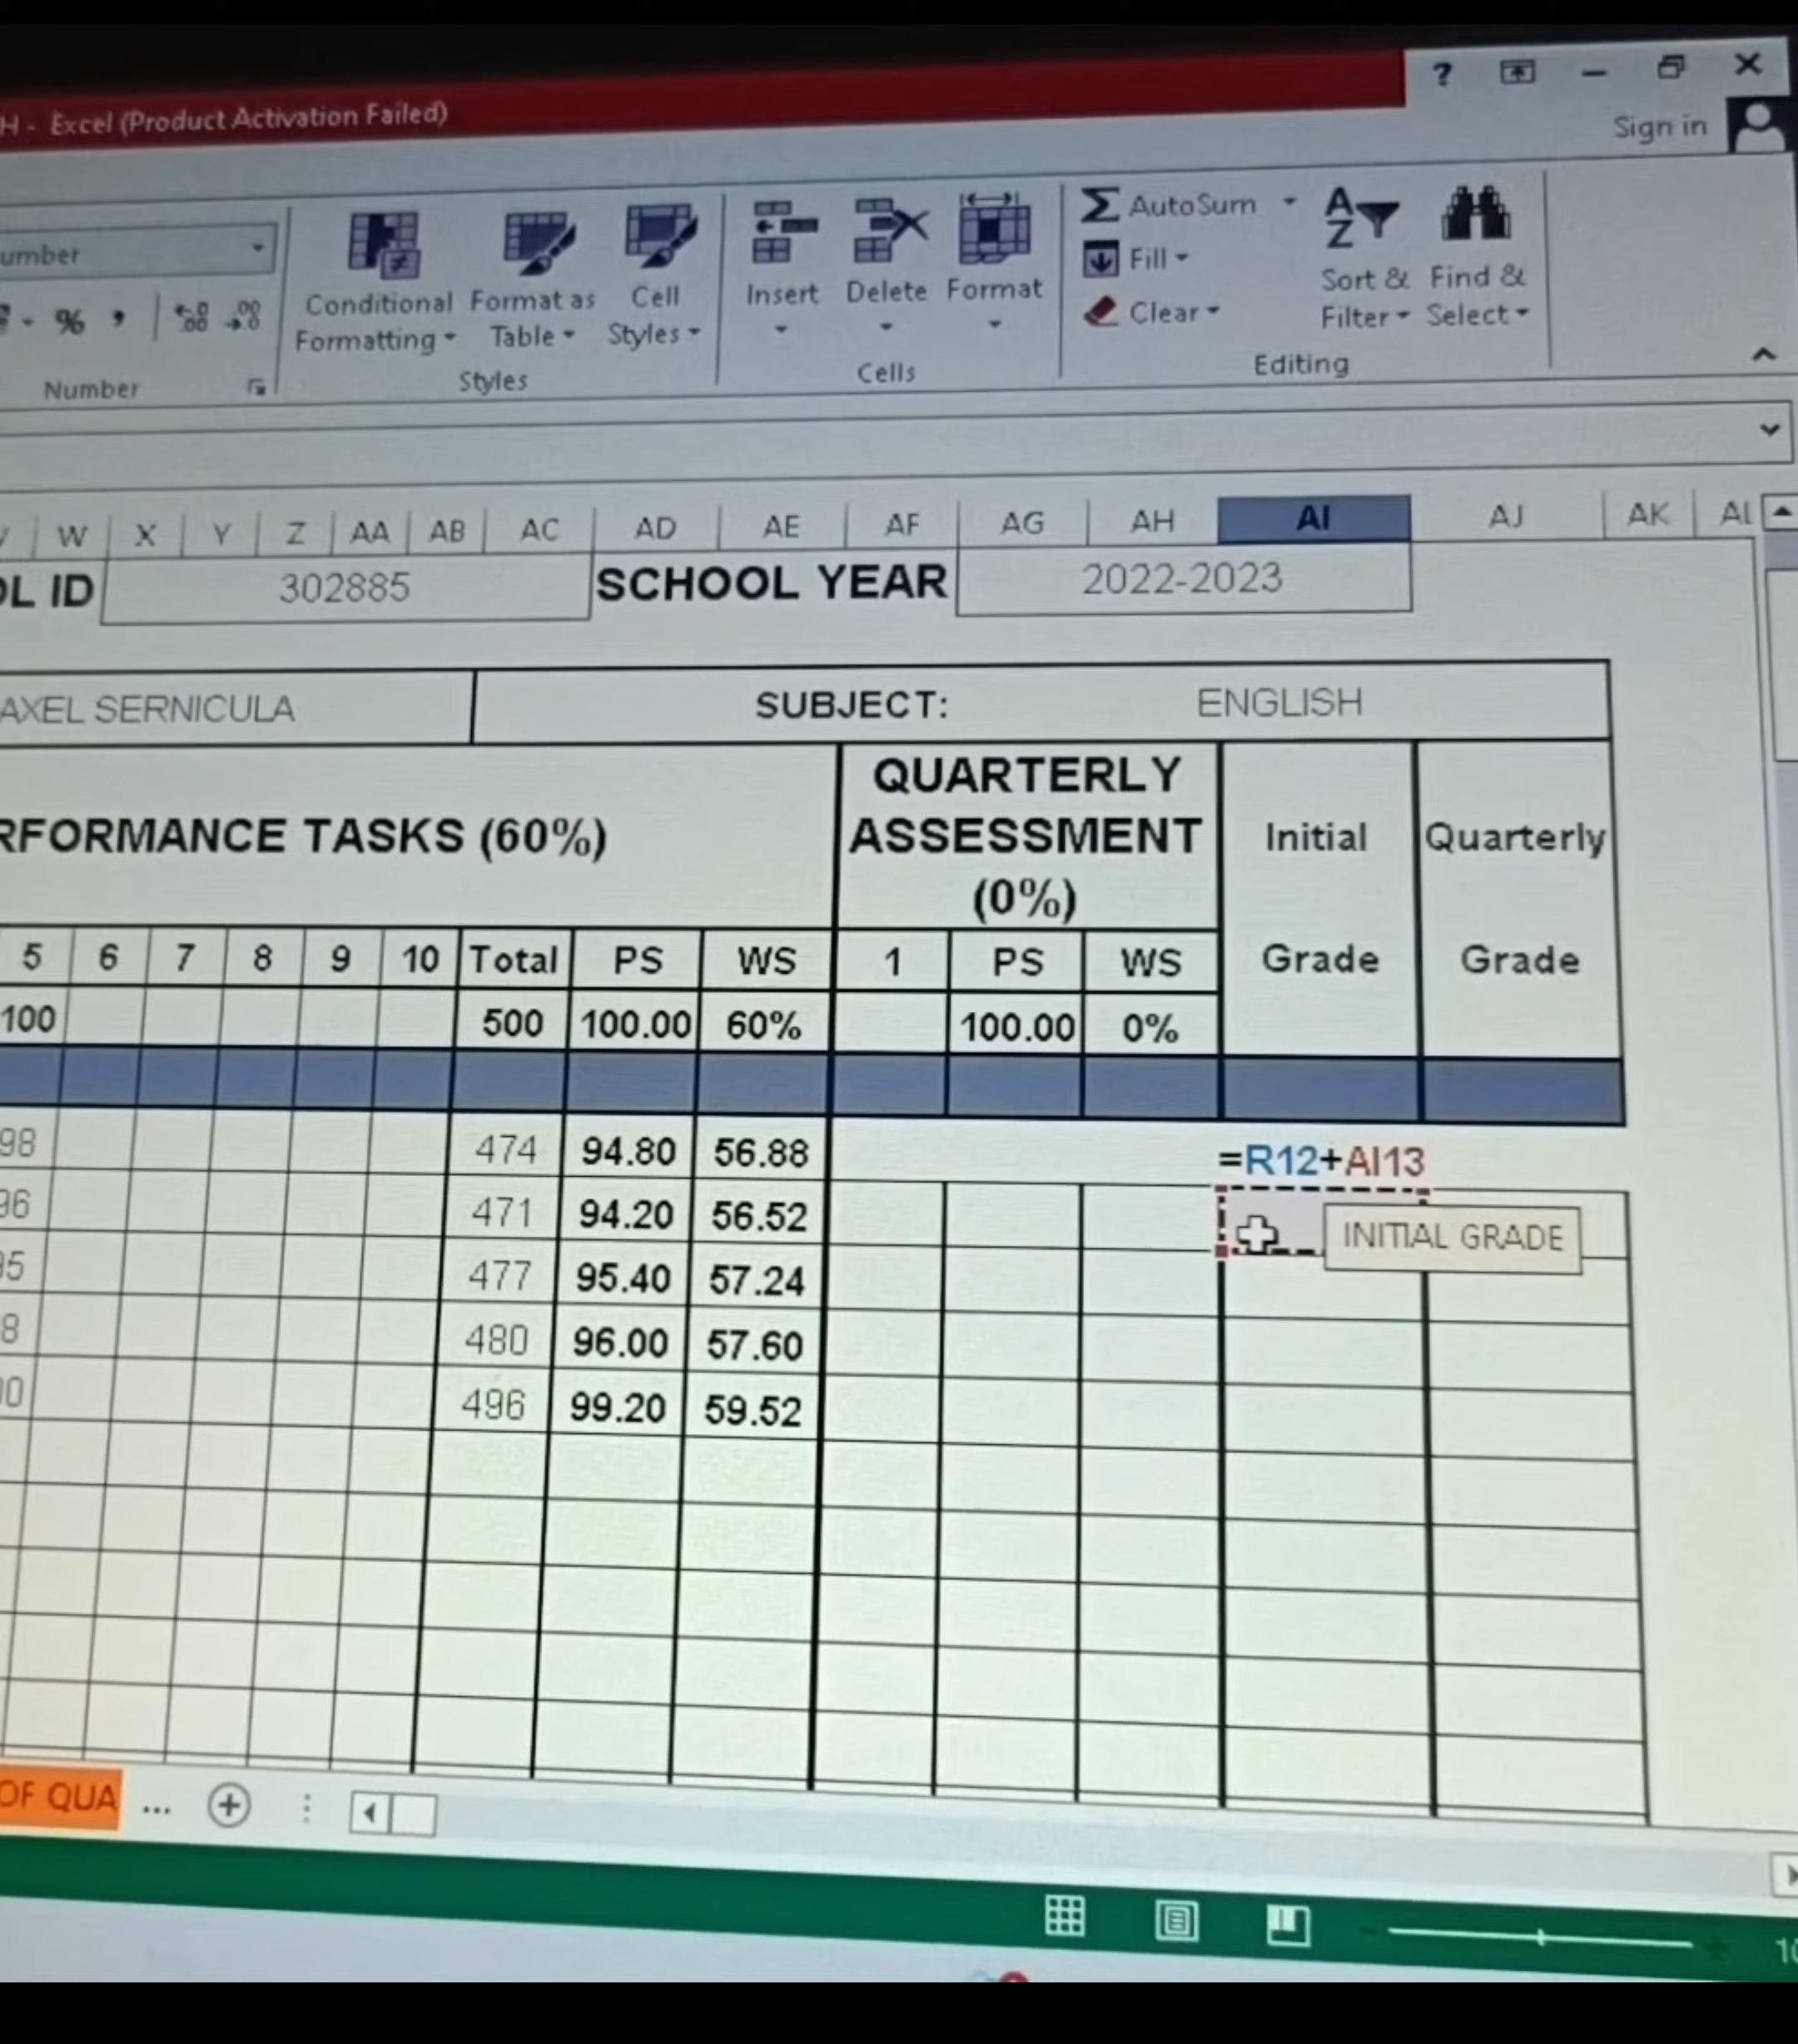 H - Excel (Product Activation Failed)
?
Sign in
umber
% ,
Conditional Formatting
Format as Table
Cell Styles
Insert
Delete
Format
AutoSum
Fill
Clear
Sort & Filter
Find & Select
Number
Styles
Cells
Editing
W X Y Z AA AB AC AD AE AF AG AH AI AJ AK AL
OL ID 302885 SCHOOL YEAR 2022-2023
AXEL SERNICULA SUBJECT: ENGLISH
RFORMANCE TASKS (60%)
QUARTERLY
ASSESSMENT
(0%)
Initial
Grade
Quarterly
Grade
5 6 7 8 9 10 Total PS WS 1 PS WS
100 500 100.00 60% 100.00 0%
98 474 94.80 56.88 =R12+AI13
96 471 94.20 56.52 INITIAL GRADE
95 477 95.40 57.24
8 480 96.00 57.60
00 496 99.20 59.52
OF QUA ...